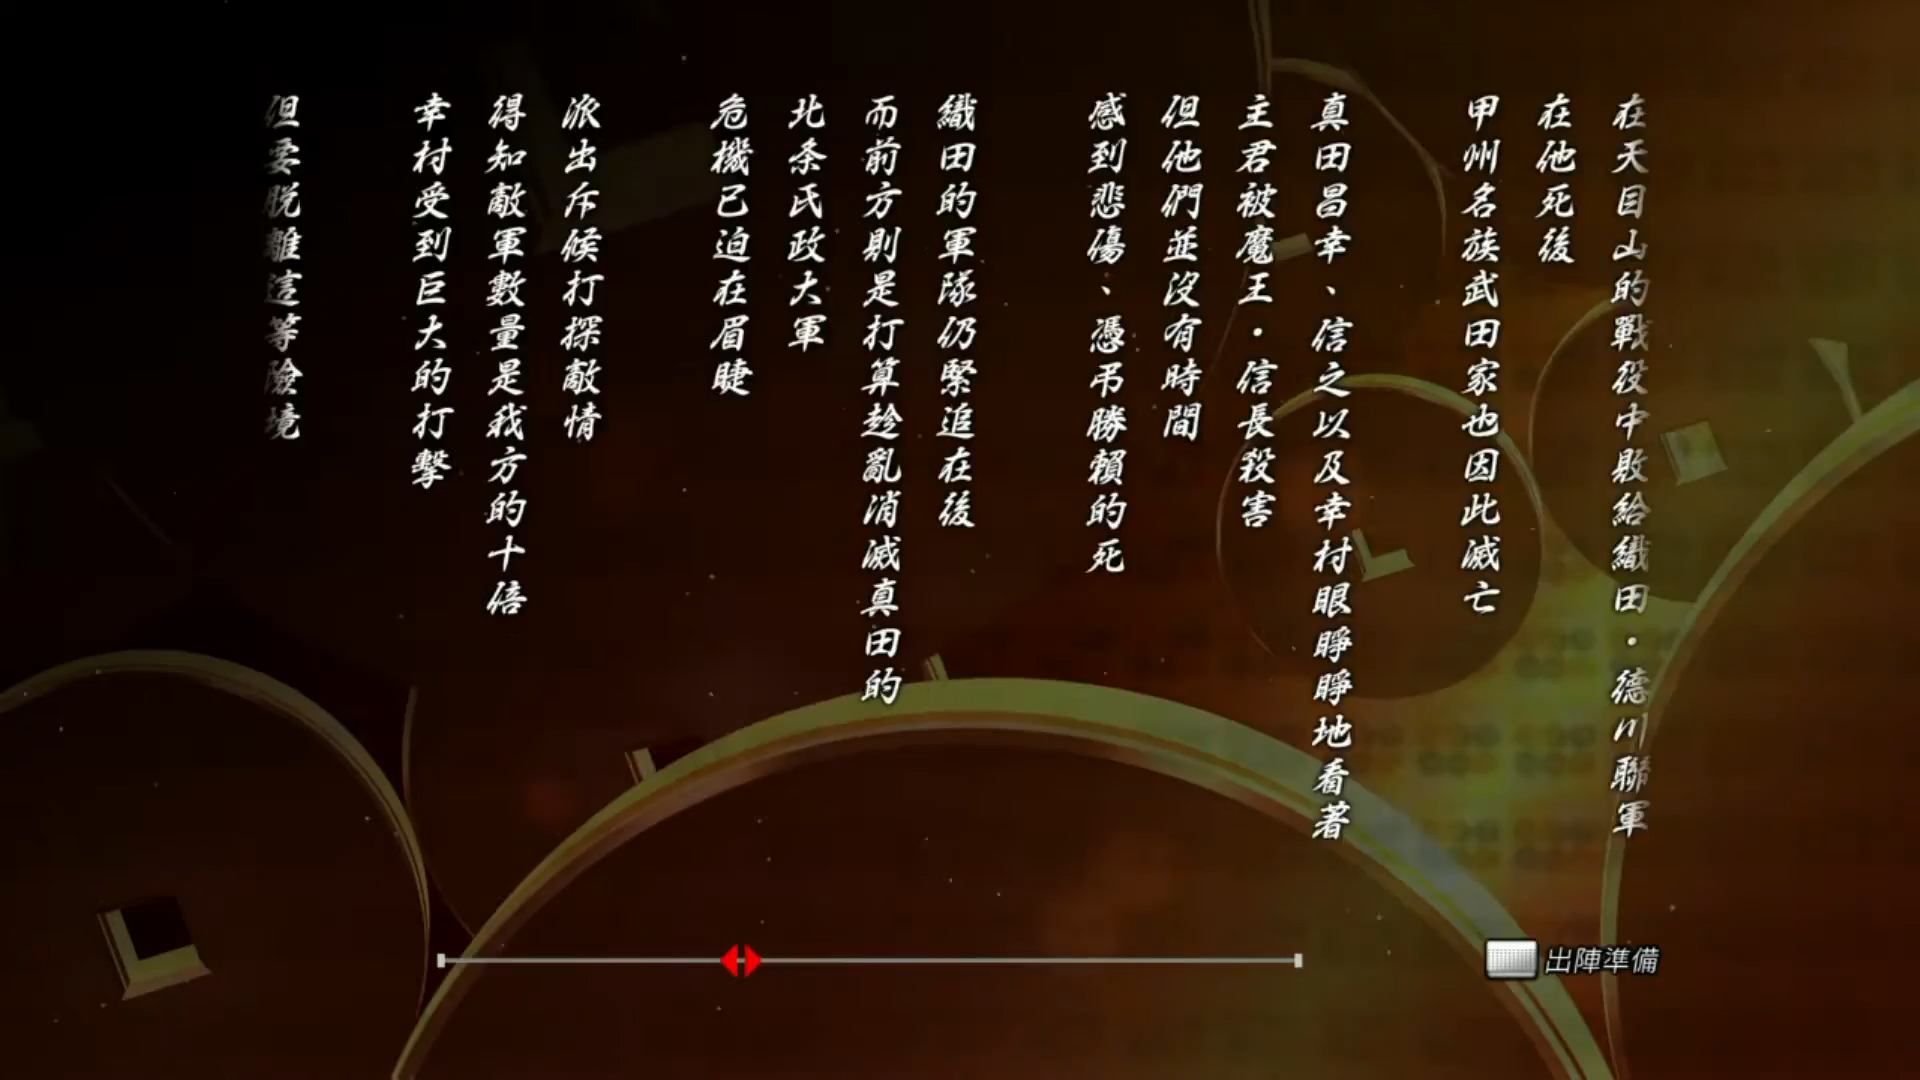 在天目山的戰役中敗給織田・德川聯軍
在他死後
甲州名族武田家也因此滅亡
真田昌幸、信之以及幸村眼睜睜地看著
主君被魔王・信長殺害
但他們並沒有時間
感到悲傷、憑弔勝賴的死
織田的軍隊仍緊追在後
而前方則是打算趁亂消滅真田的
北条氏政大軍
危機已迫在眉睫
派出斥候打探敵情
得知敵軍數量是我方的十倍
幸村受到巨大的打擊
但要脫離這等險境
出陣準備